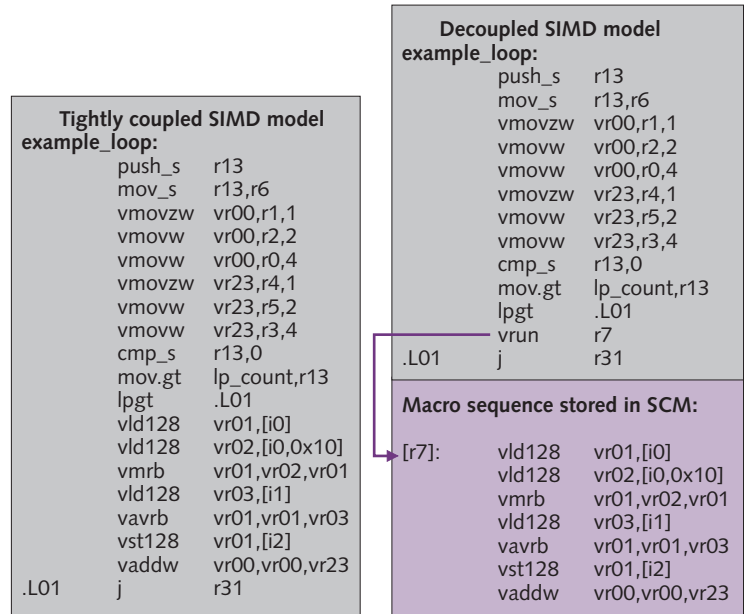 Tightly coupled SIMD model
example_loop:
push_s r13
mov_s r13,r6
vmovzw vr00,r1,1
vmovw vr00,r2,2
vmovw vr00,r0,4
vmovzw vr23,r4,1
vmovw vr23,r5,2
vmovw vr23,r3,4
cmp_s r13,0
mov.gt lp_count,r13
lpgt .L01
vld128 vr01,[i0]
vld128 vr02,[i0,0x10]
vmrb vr01,vr02,vr01
vld128 vr03,[i1]
vavrb vr01,vr01,vr03
vst128 vr01,[i2]
vaddw vr00,vr00,vr23
.L01 j r31
Decoupled SIMD model
example_loop:
push_s r13
mov_s r13,r6
vmovzw vr00,r1,1
vmovw vr00,r2,2
vmovw vr00,r0,4
vmovzw vr23,r4,1
vmovw vr23,r5,2
vmovw vr23,r3,4
cmp_s r13,0
mov.gt lp_count,r13
lpgt .L01
vrun r7
.L01 j r31
Macro sequence stored in SCM:
[r7]: vld128 vr01,[i0]
vld128 vr02,[i0,0x10]
vmrb vr01,vr02,vr01
vld128 vr03,[i1]
vavrb vr01,vr01,vr03
vst128 vr01,[i2]
vaddw vr00,vr00,vr23